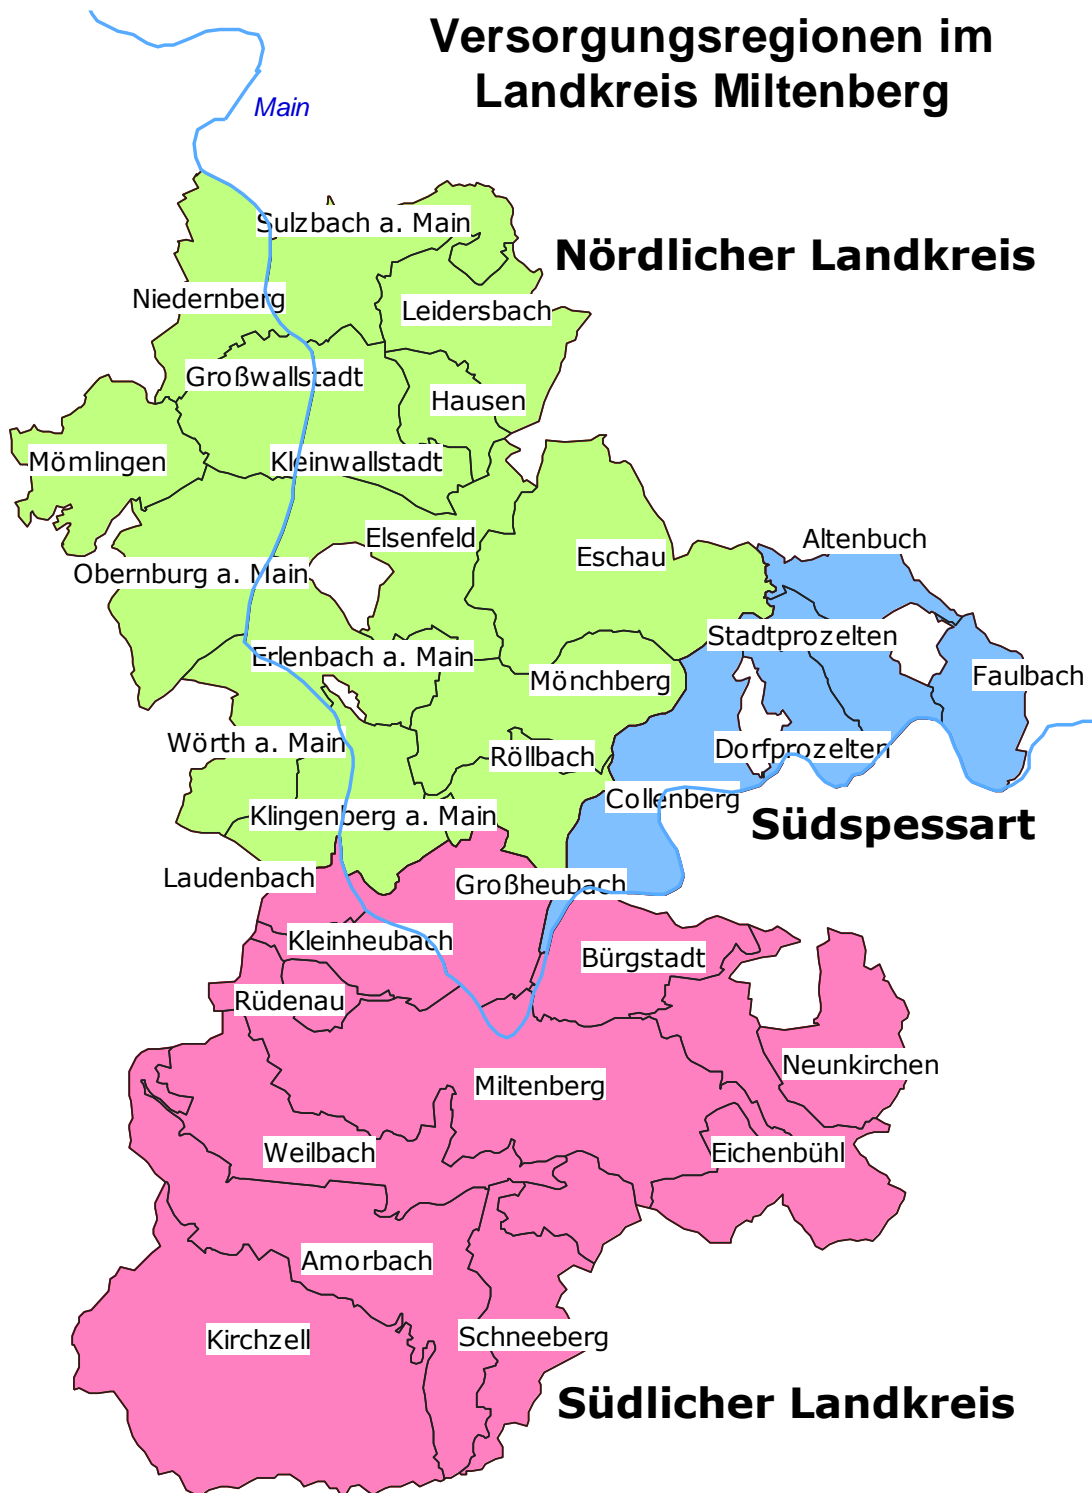 Versorgungsregionen im
Landkreis Miltenberg
Main
Sulzbach a. Main
Nördlicher Landkreis
Niedernberg
Leidersbach
Großwallstadt
Hausen
Mömlingen
Kleinwallstadt
Elsenfeld
Altenbuch
Eschau
Obernburg a. Main
Stadtprozelten
Erlenbach a. Main
Mönchberg
Faulbach
Wörth a. Main
Dorfprozelten
Röllbach
Collenberg
Klingenberg a. Main
Südspessart
Laudenbach
Großheubach
Kleinheubach
Bürgstadt
Rüdenau
Neunkirchen
Miltenberg
Weilbach
Eichenbühl
Amorbach
Kirchzell
Schneeberg
Südlicher Landkreis